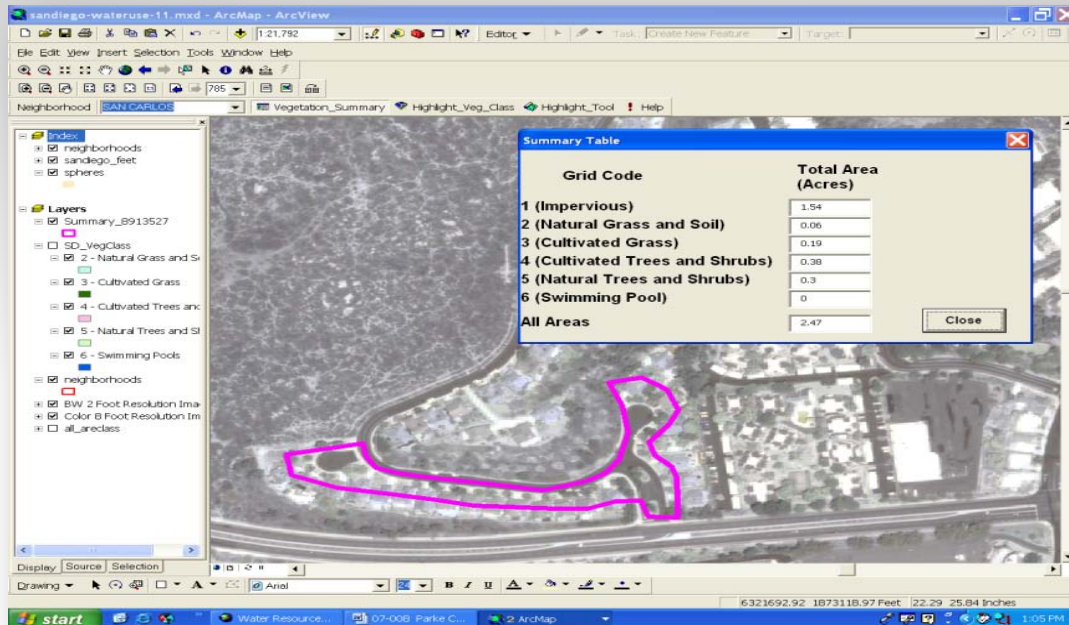 sandiego-wateruse-11.mxd - ArcMap - ArcView
1:21,792 Editor Task: Create New Feature Target:
File Edit View Insert Selection Tools Window Help
785
Neighborhood SAN CARLOS Vegetation_Summary Highlight_Veg_Class Highlight_Tool ! Help
Index
neighborhoods
sandiego_feet
spheres
Layers
Summary_8913527
SD_VegClass
2 - Natural Grass and S
3 - Cultivated Grass
4 - Cultivated Trees and
5 - Natural Trees and Sl
6 - Swimming Pools
neighborhoods
BW 2 Foot Resolution Ima
Color 8 Foot Resolution Im
all_areclass
Summary Table
Grid Code Total Area (Acres)
1 (Impervious) 1.54
2 (Natural Grass and Soil) 0.06
3 (Cultivated Grass) 0.19
4 (Cultivated Trees and Shrubs) 0.38
5 (Natural Trees and Shrubs) 0.3
6 (Swimming Pool) 0
All Areas 2.47
Close
Display Source Selection
Drawing A Arial B I U A
6321692.92 1873118.97 Feet 22.29 25.84 Inches
start Water Resource... 07-008 Parke C... 2 ArcMap 1:05 PM